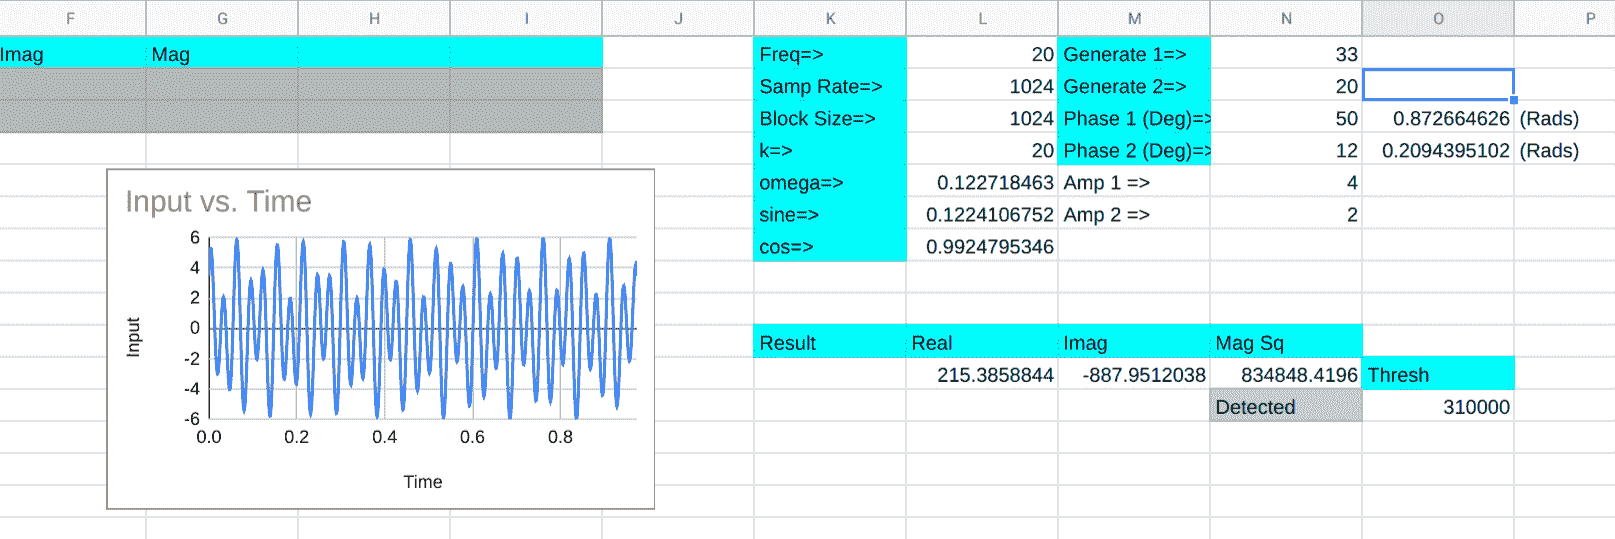 F G H I J K L M N O P
Imag Mag Freq=> 20 Generate 1=> 33
Samp Rate=> 1024 Generate 2=> 20
Block Size=> 1024 Phase 1 (Deg)=> 50 0.872664626 (Rads)
k=> 20 Phase 2 (Deg)=> 12 0.2094395102 (Rads)
omega=> 0.122718463 Amp 1 => 4
sine=> 0.1224106752 Amp 2 => 2
cos=> 0.9924795346
Result Real Imag Mag Sq
215.3858844 -887.9512038 834848.4196 Thresh
Detected 310000
Input vs. Time
6
4
2
0
-2
-4
-6
Input
0.0 0.2 0.4 0.6 0.8
Time